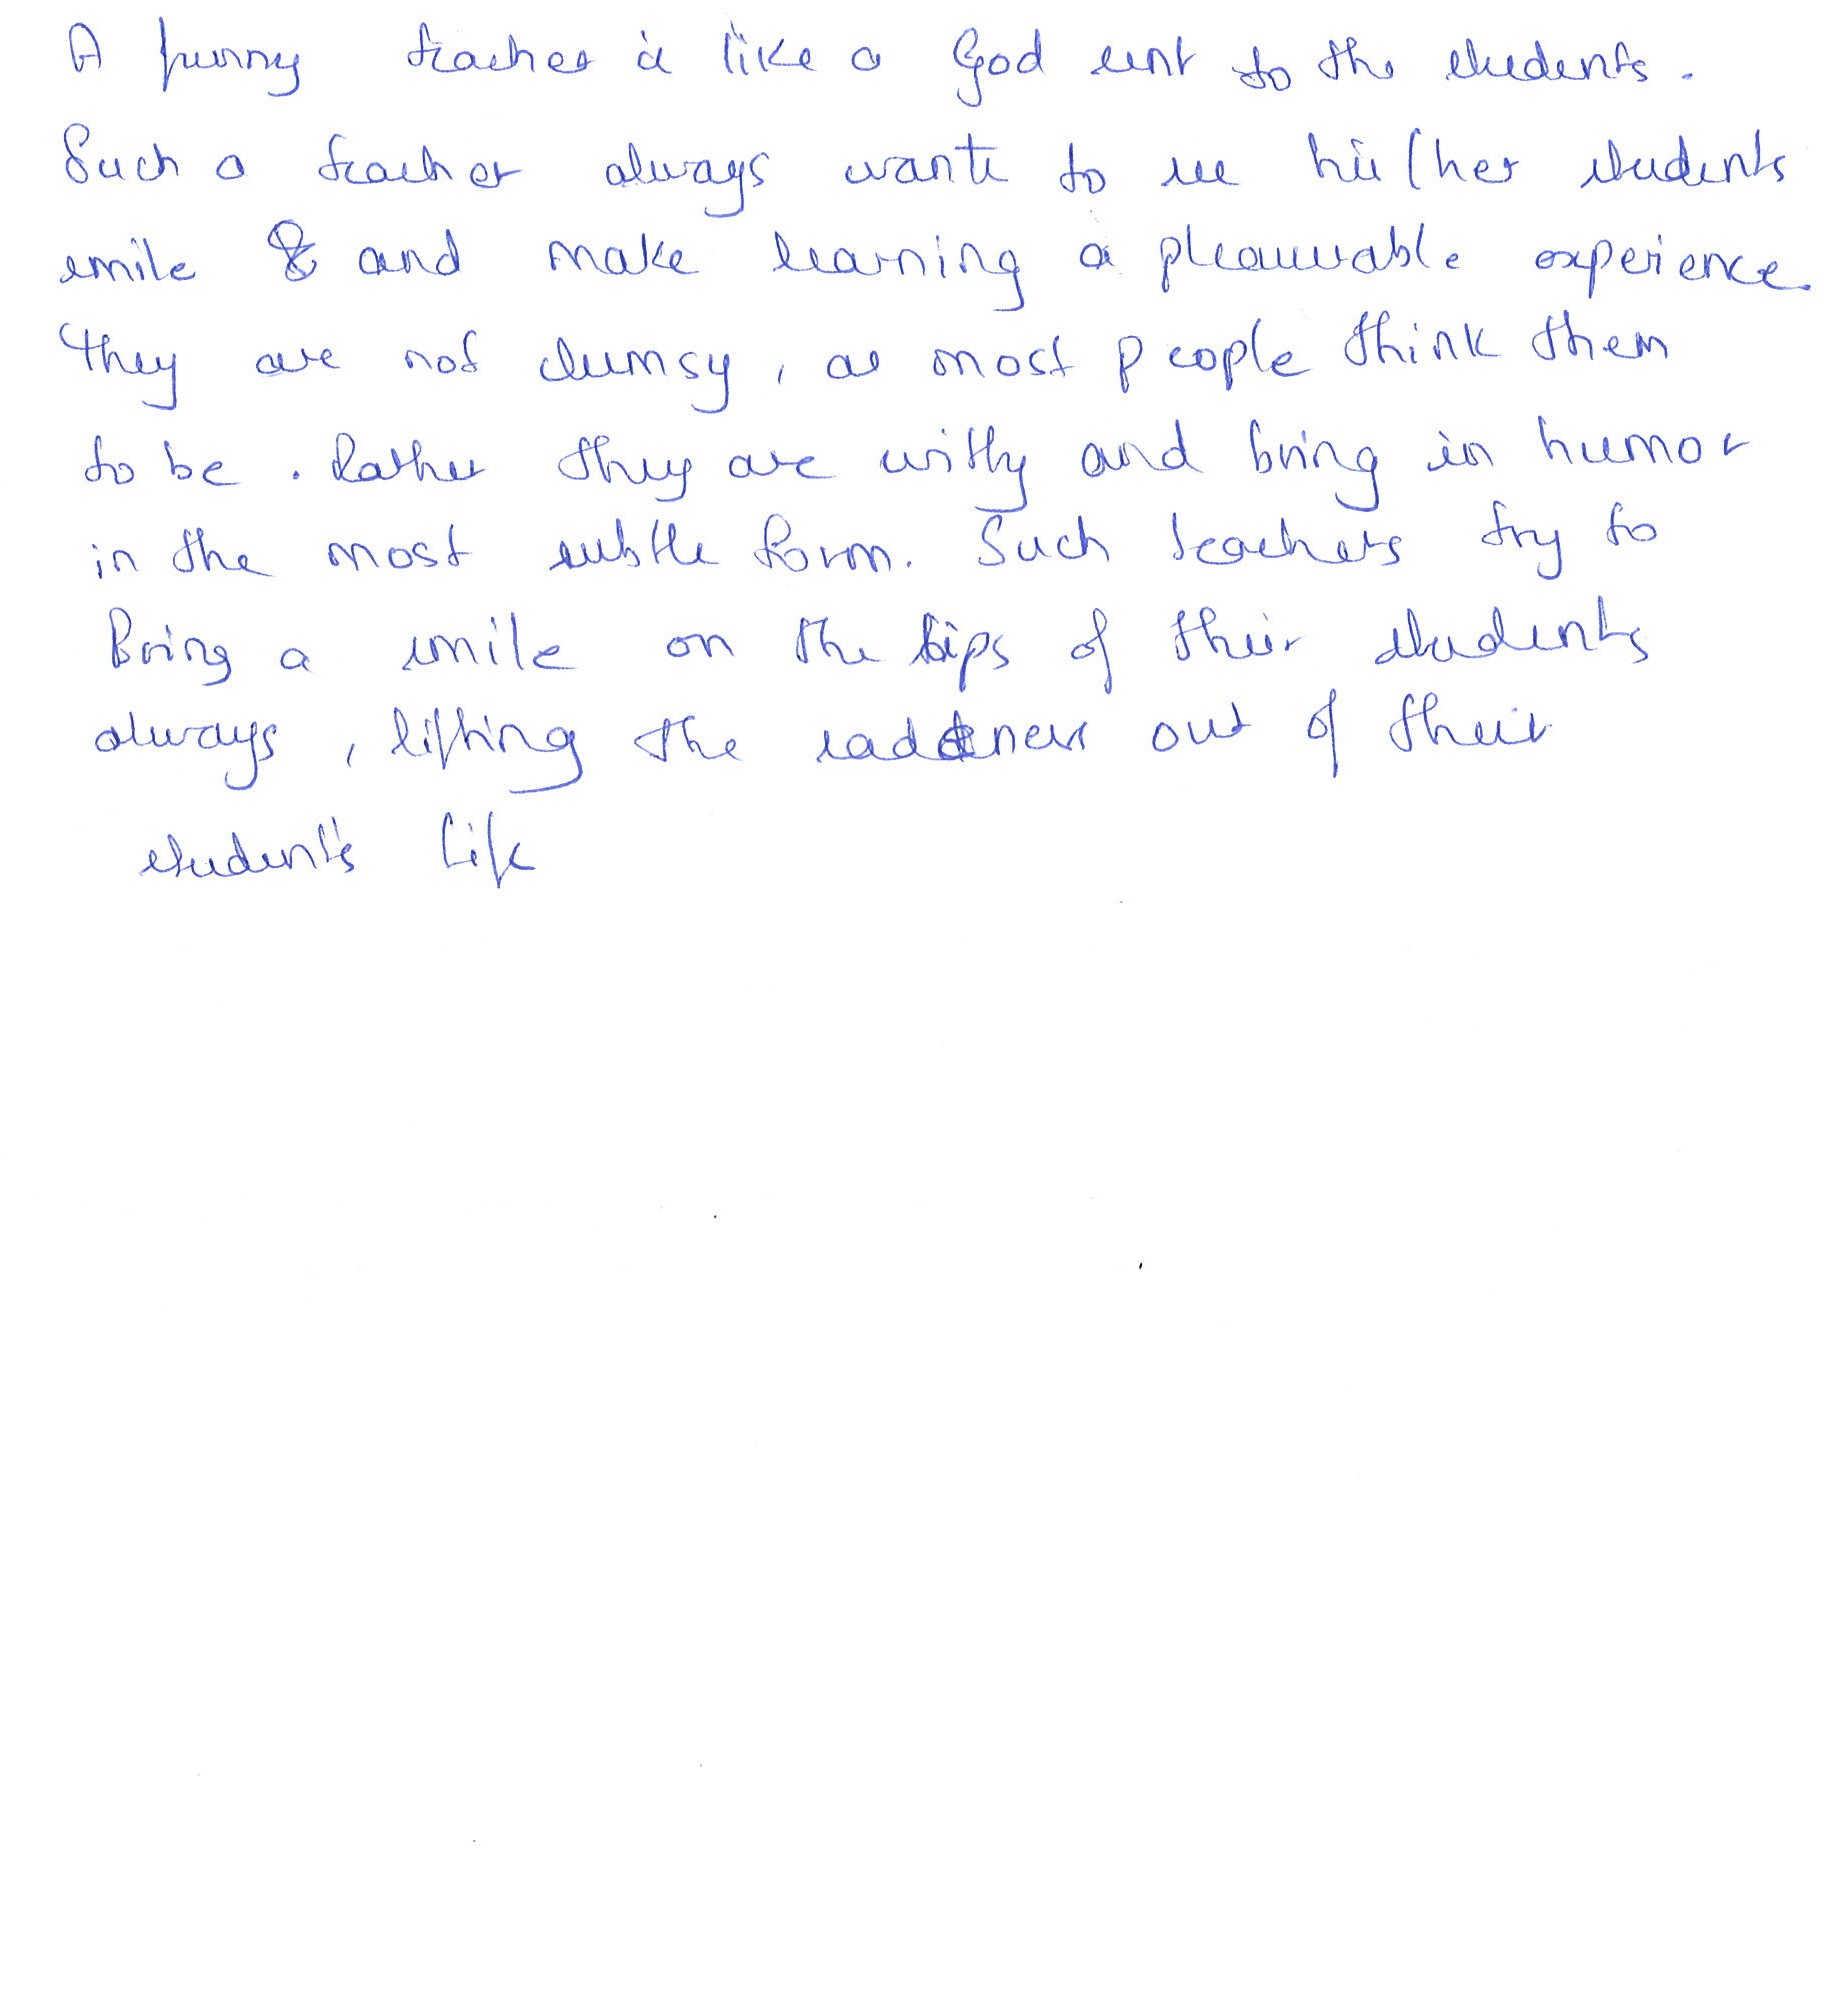 A funny teacher is like a God sent to the students.
Such a teacher always wants to see his/her students
smile & and make learning a pleasurable experience.
They are not clumsy, as most people think them
to be. Rather they are witty and bring in humor
in the most subtle form. Such teachers try to
Bring a smile on the lips of their students
always, lifting the saddness out of their
student's life